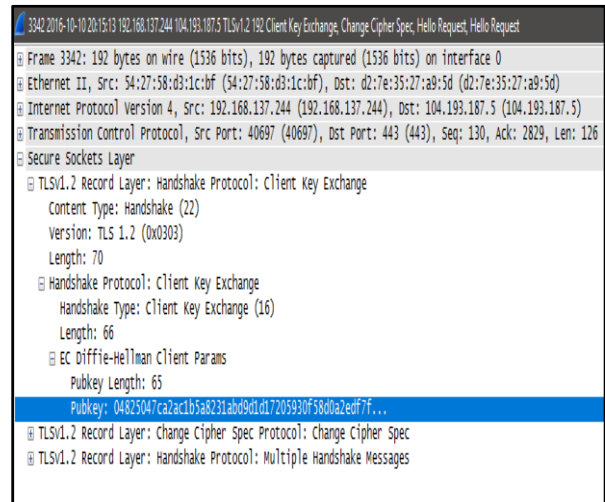 3342 2016-10-10 20:15:13 192.168.137.244 104.193.187.5 TLSv1.2 192 Client Key Exchange, Change Cipher Spec, Hello Request, Hello Request
Frame 3342: 192 bytes on wire (1536 bits), 192 bytes captured (1536 bits) on interface 0
Ethernet II, Src: 54:27:58:d3:1c:bf (54:27:58:d3:1c:bf), Dst: d2:7e:35:27:a9:5d (d2:7e:35:27:a9:5d)
Internet Protocol Version 4, Src: 192.168.137.244 (192.168.137.244), Dst: 104.193.187.5 (104.193.187.5)
Transmission Control Protocol, Src Port: 40697 (40697), Dst Port: 443 (443), Seq: 130, Ack: 2829, Len: 126
Secure Sockets Layer
TLSv1.2 Record Layer: Handshake Protocol: Client Key Exchange
Content Type: Handshake (22)
Version: TLS 1.2 (0x0303)
Length: 70
Handshake Protocol: Client Key Exchange
Handshake Type: Client Key Exchange (16)
Length: 66
EC Diffie-Hellman Client Params
Pubkey Length: 65
Pubkey: 04825047ca2ac1b5a8231abd9d1d17205930f58d0a2edf7f...
TLSv1.2 Record Layer: Change Cipher Spec Protocol: Change Cipher Spec
TLSv1.2 Record Layer: Handshake Protocol: Multiple Handshake Messages